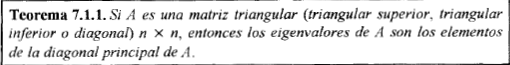 Teorema 7.1.1. Si A es una matriz triangular (triangular superior, triangular
inferior o diagonal) n × n, entonces los eigenvalores de A son los elementos
de la diagonal principal de A.